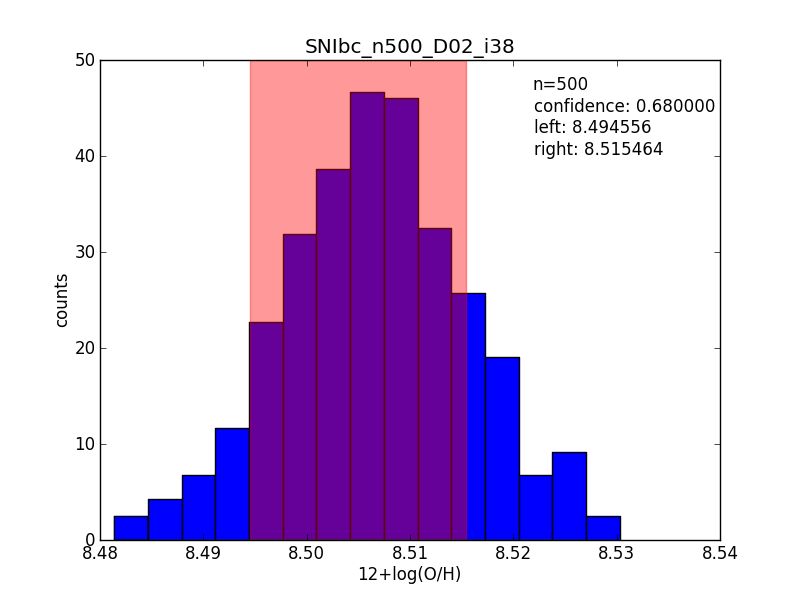 SNIbc_n500_D02_i38
n=500
confidence: 0.680000
left: 8.494556
right: 8.515464
50
40
30
20
10
0
counts
8.48 8.49 8.50 8.51 8.52 8.53 8.54
12+log(O/H)